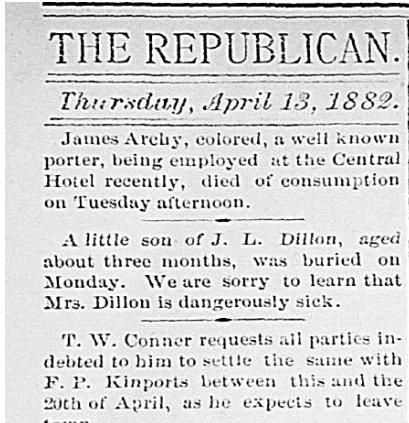 THE REPUBLICAN.
Thursday, April 13, 1882.
James Archy, colored, a well known
porter, being employed at the Central
Hotel recently, died of consumption
on Tuesday afternoon.
A little son of J. L. Dillon, aged
about three months, was buried on
Monday. We are sorry to learn that
Mrs. Dillon is dangerously sick.
T. W. Conner requests all parties in-
debted to him to settle the same with
F. P. Kinports between this and the
20th of April, as he expects to leave